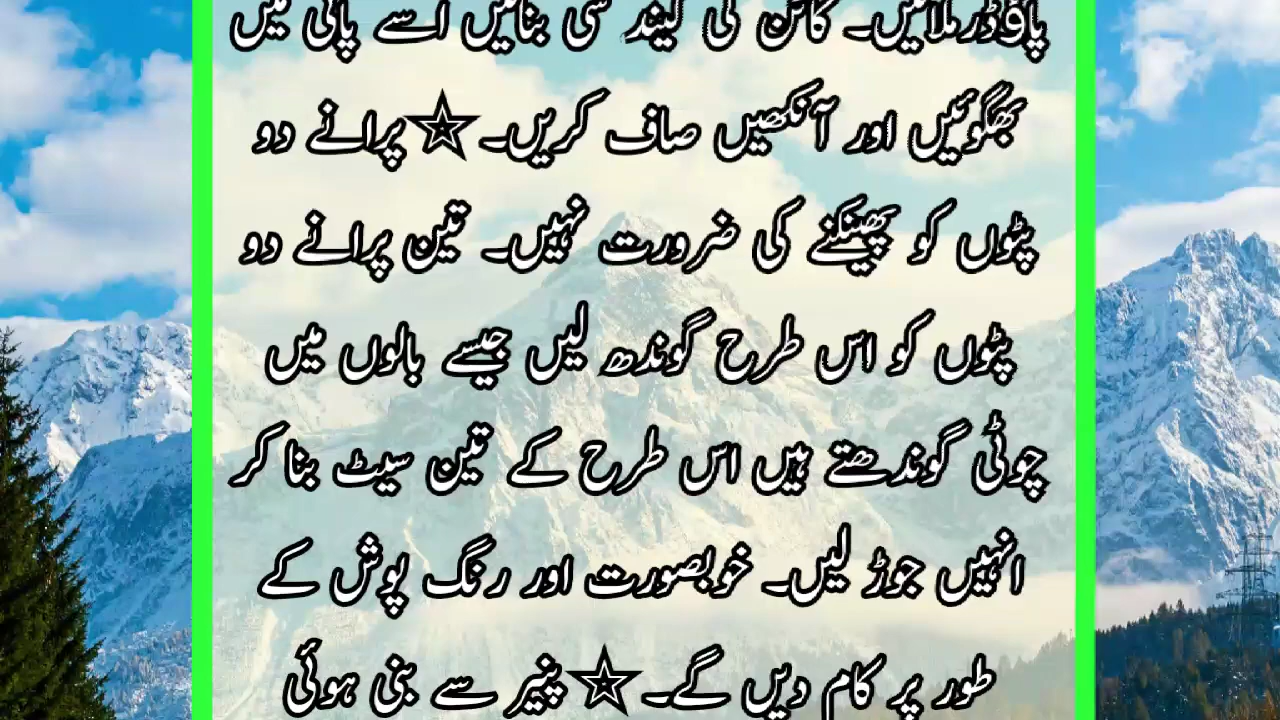 پاؤڈرملائیں۔ کاٹن کی گیند سی بنائیں اسے پانی میں
بھگوئیں اور آنکھیں صاف کریں۔☆پرانے دو
پٹوں کو پھینکنے کی ضرورت نہیں۔ تین پرانے دو
پٹوں کو اس طرح گوندھ لیں جیسے بالوں میں
چوٹی گوندھتے ہیں اس طرح کے تین سیٹ بنا کر
انہیں جوڑ لیں۔ خوبصورت اور رنگ پوش کے
طور پر کام دیں گے۔☆پنیر سے بنی ہوئی